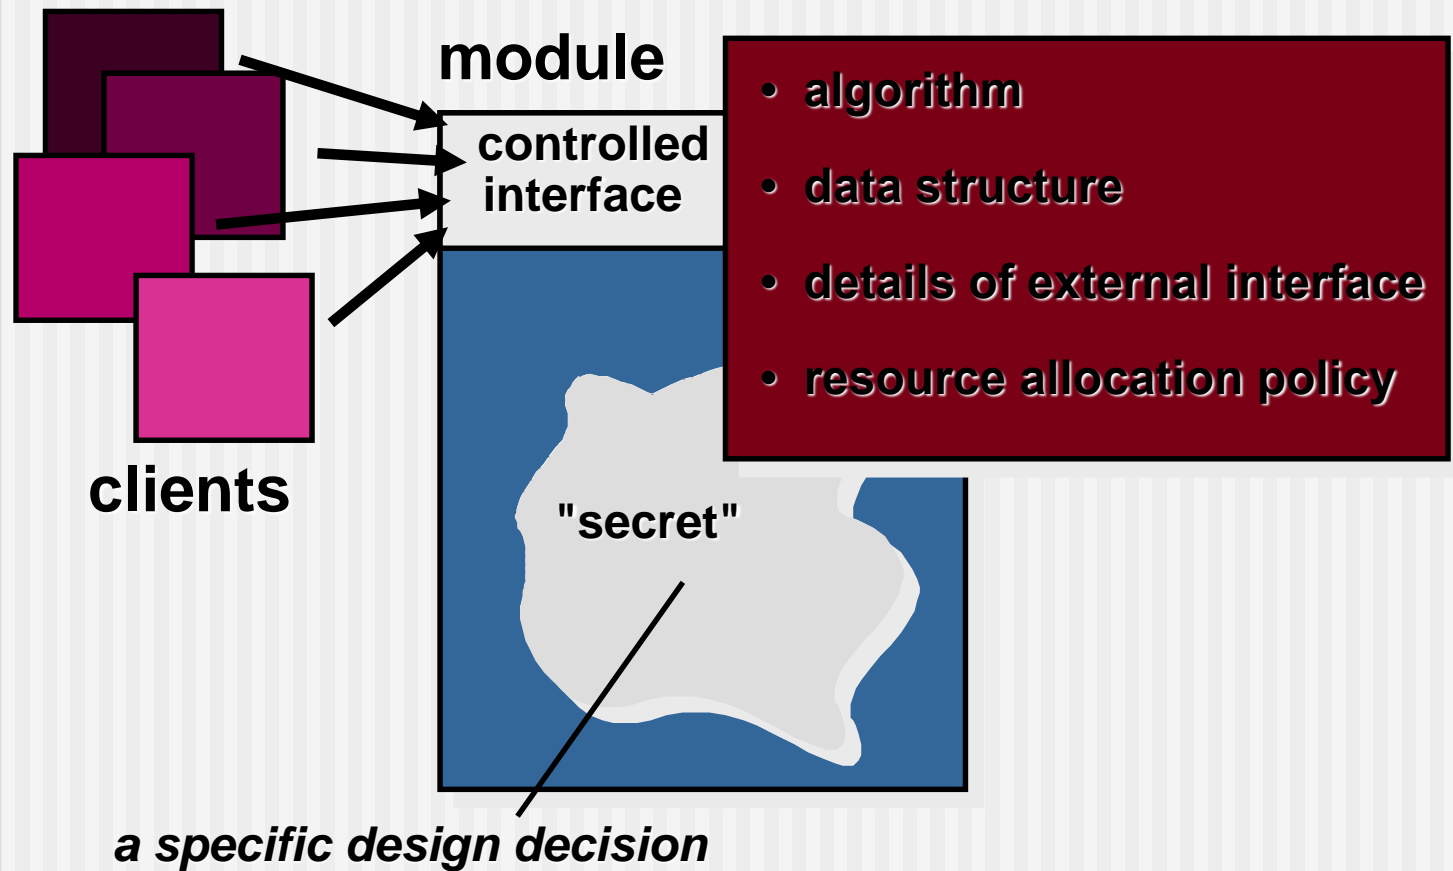 module
controlled
interface
• algorithm
• data structure
• details of external interface
• resource allocation policy
clients
"secret"
a specific design decision